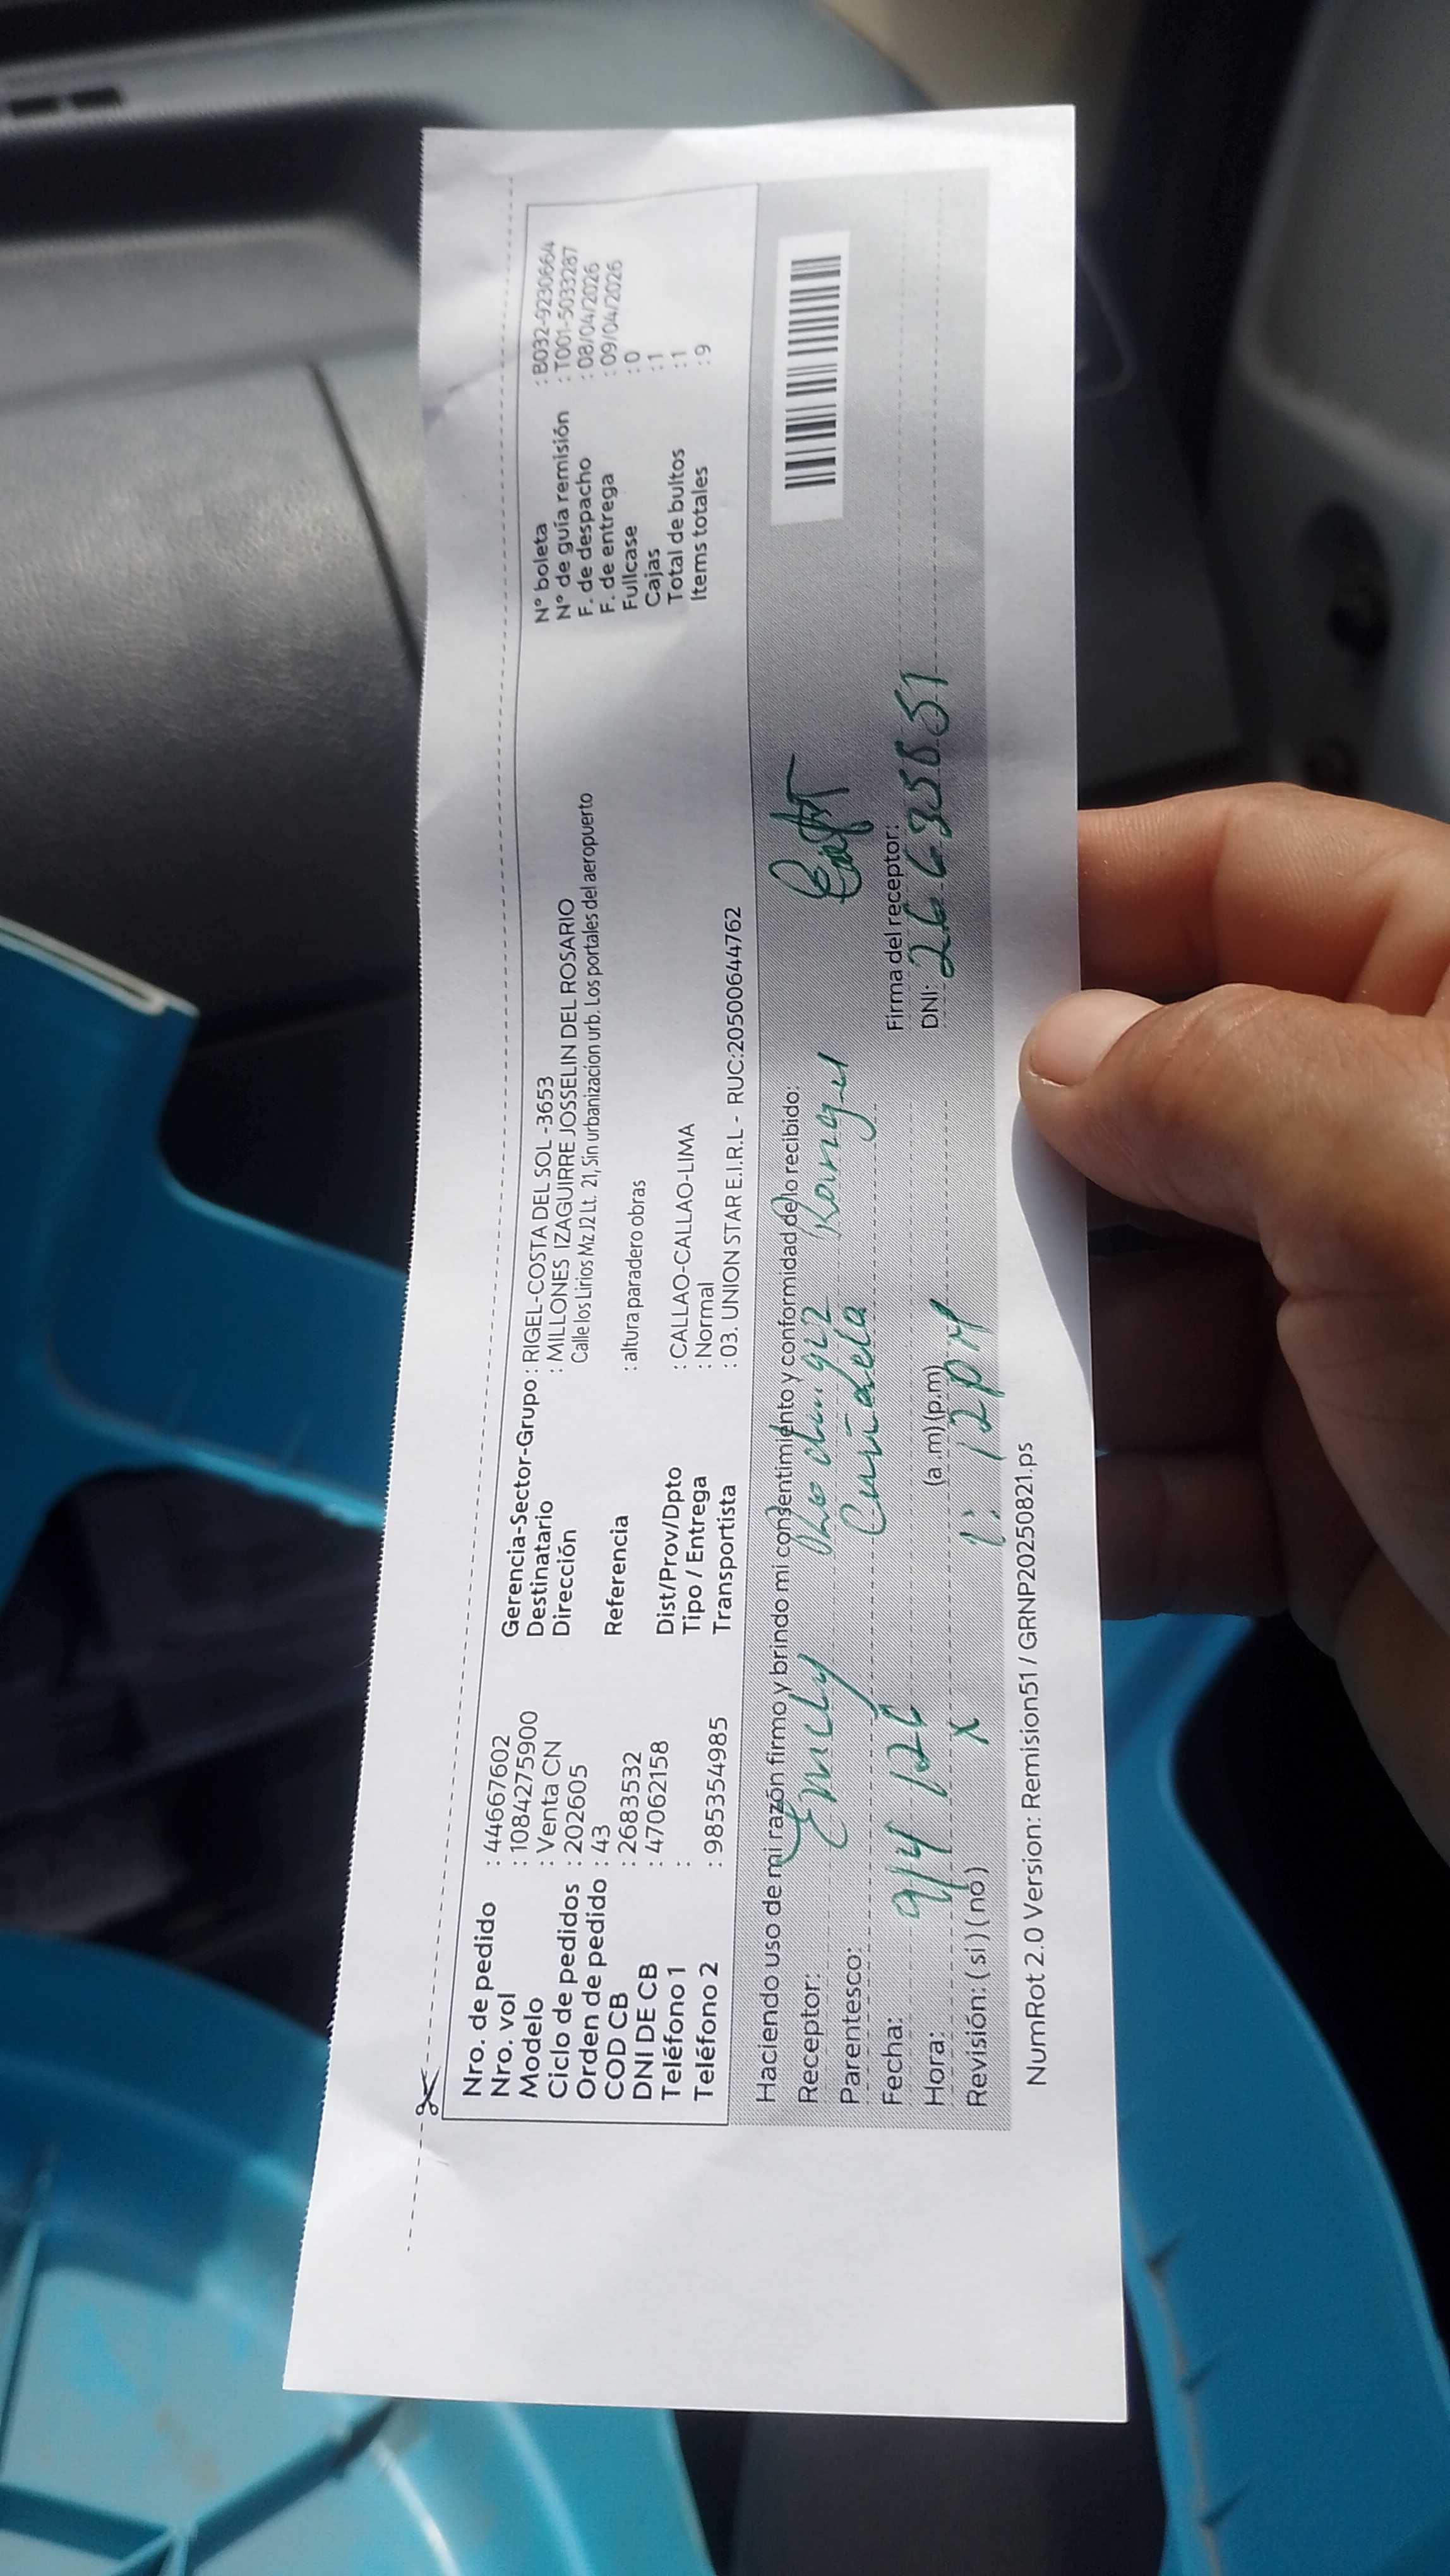 Nro. de pedido : 44667602
Nro. vol : 1084275900
Modelo : Venta CN
Ciclo de pedidos : 202605
Orden de pedido : 43
COD CB : 2683532
DNI DE CB : 47062158
Teléfono 1 :
Teléfono 2 : 985354985
Gerencia-Sector-Grupo : RIGEL-COSTA DEL SOL -3653
Destinatario : MILLONES IZAGUIRRE JOSSELIN DEL ROSARIO
Dirección Calle los Lirios Mz J2 Lt. 21, Sin urbanizacion urb. Los portales del aeropuerto
Referencia : altura paradero obras
Dist/Prov/Dpto : CALLAO-CALLAO-LIMA
Tipo / Entrega : Normal
Transportista : 03. UNION STAR E.I.R.L - RUC:20500644762
N° boleta : B032-9230664
N° de guía remisión : T001-5033287
F. de despacho : 08/04/2026
F. de entrega : 09/04/2026
Fullcase : 0
Cajas : 1
Total de bultos : 1
Items totales : 9
Haciendo uso de mi razón firmo y brindo mi consentimiento y conformidad de lo recibido:
Receptor: Emily
Parentesco:
Fecha: 9/4/26
Hora: (a.m) (p.m)
Revisión: ( si ) ( no ) X 1:12 PM
Firma del receptor:
DNI:
NumRot 2.0 Version: Remision51 / GRNP20250821.ps